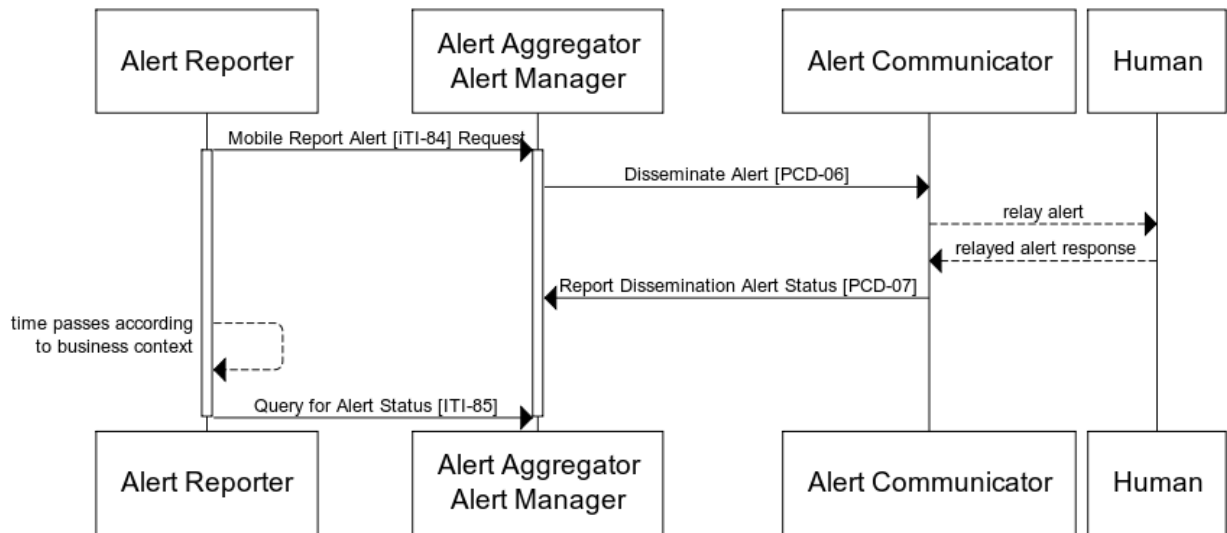 Alert Reporter
Alert Aggregator
Alert Manager
Alert Communicator
Human
Mobile Report Alert [iTI-84] Request
Disseminate Alert [PCD-06]
relay alert
relayed alert response
Report Dissemination Alert Status [PCD-07]
time passes according
to business context
Query for Alert Status [ITI-85]
Alert Reporter
Alert Aggregator
Alert Manager
Alert Communicator
Human